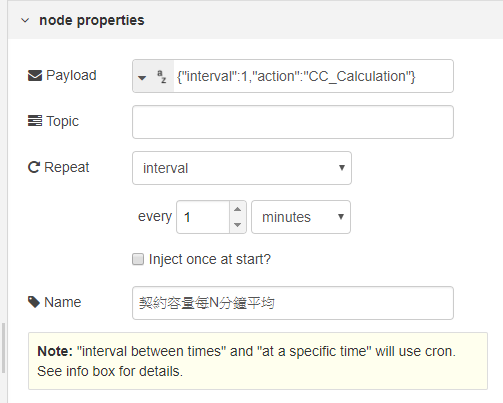 node properties
Payload
a z {"interval":1,"action":"CC_Calculation"}
Topic
Repeat
interval
every 1 minutes
Inject once at start?
Name
契約容量每N分鐘平均
Note: "interval between times" and "at a specific time" will use cron.
See info box for details.